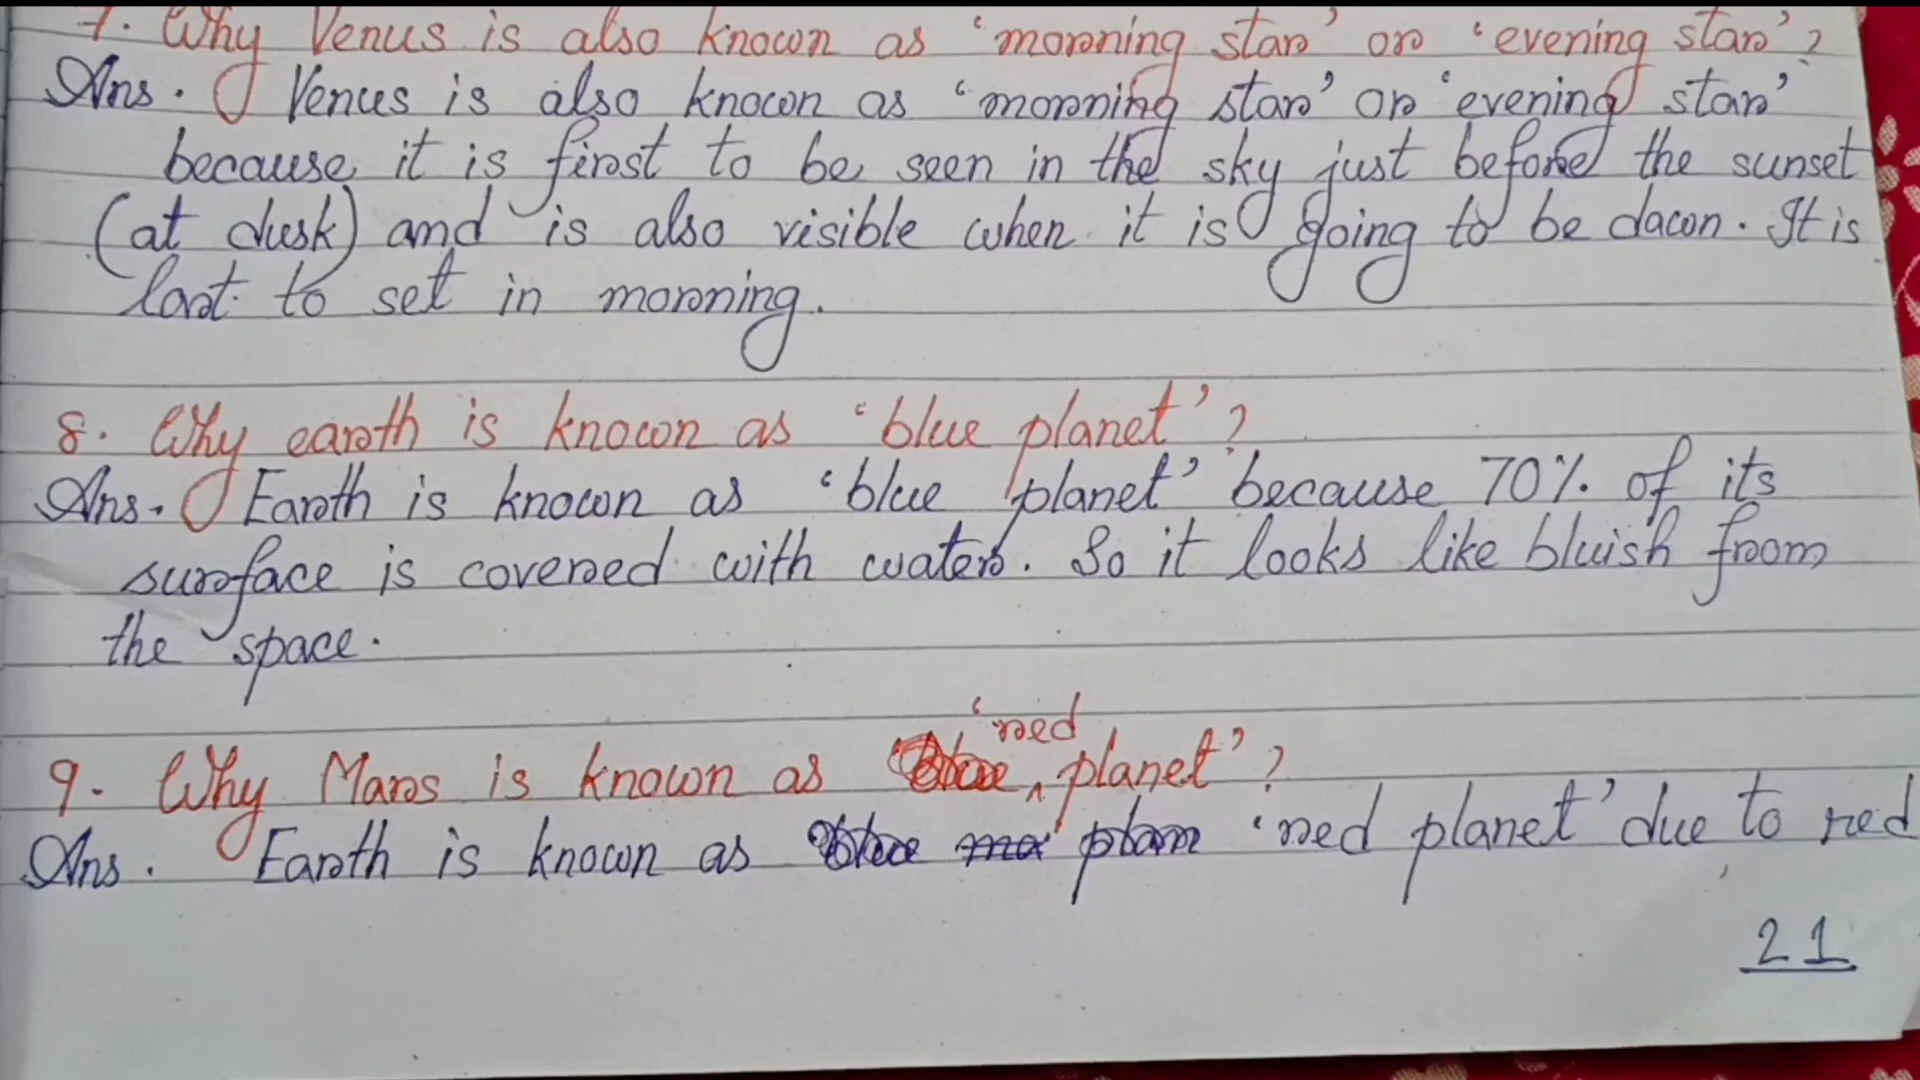 7. Why Venus is also known as 'morning star' or 'evening star'?
Ans. Venus is also known as 'morning star' or 'evening star'
because it is first to be seen in the sky just before the sunset
(at dusk) and is also visible when it is going to be dawn. It is
last to set in morning.
8. Why earth is known as 'blue planet'?
Ans. Earth is known as 'blue planet' because 70% of its
surface is covered with water. So it looks like bluish from
the space.
9. Why Mars is known as 'red planet'?
Ans. Earth is known as 'red planet' due to red
21